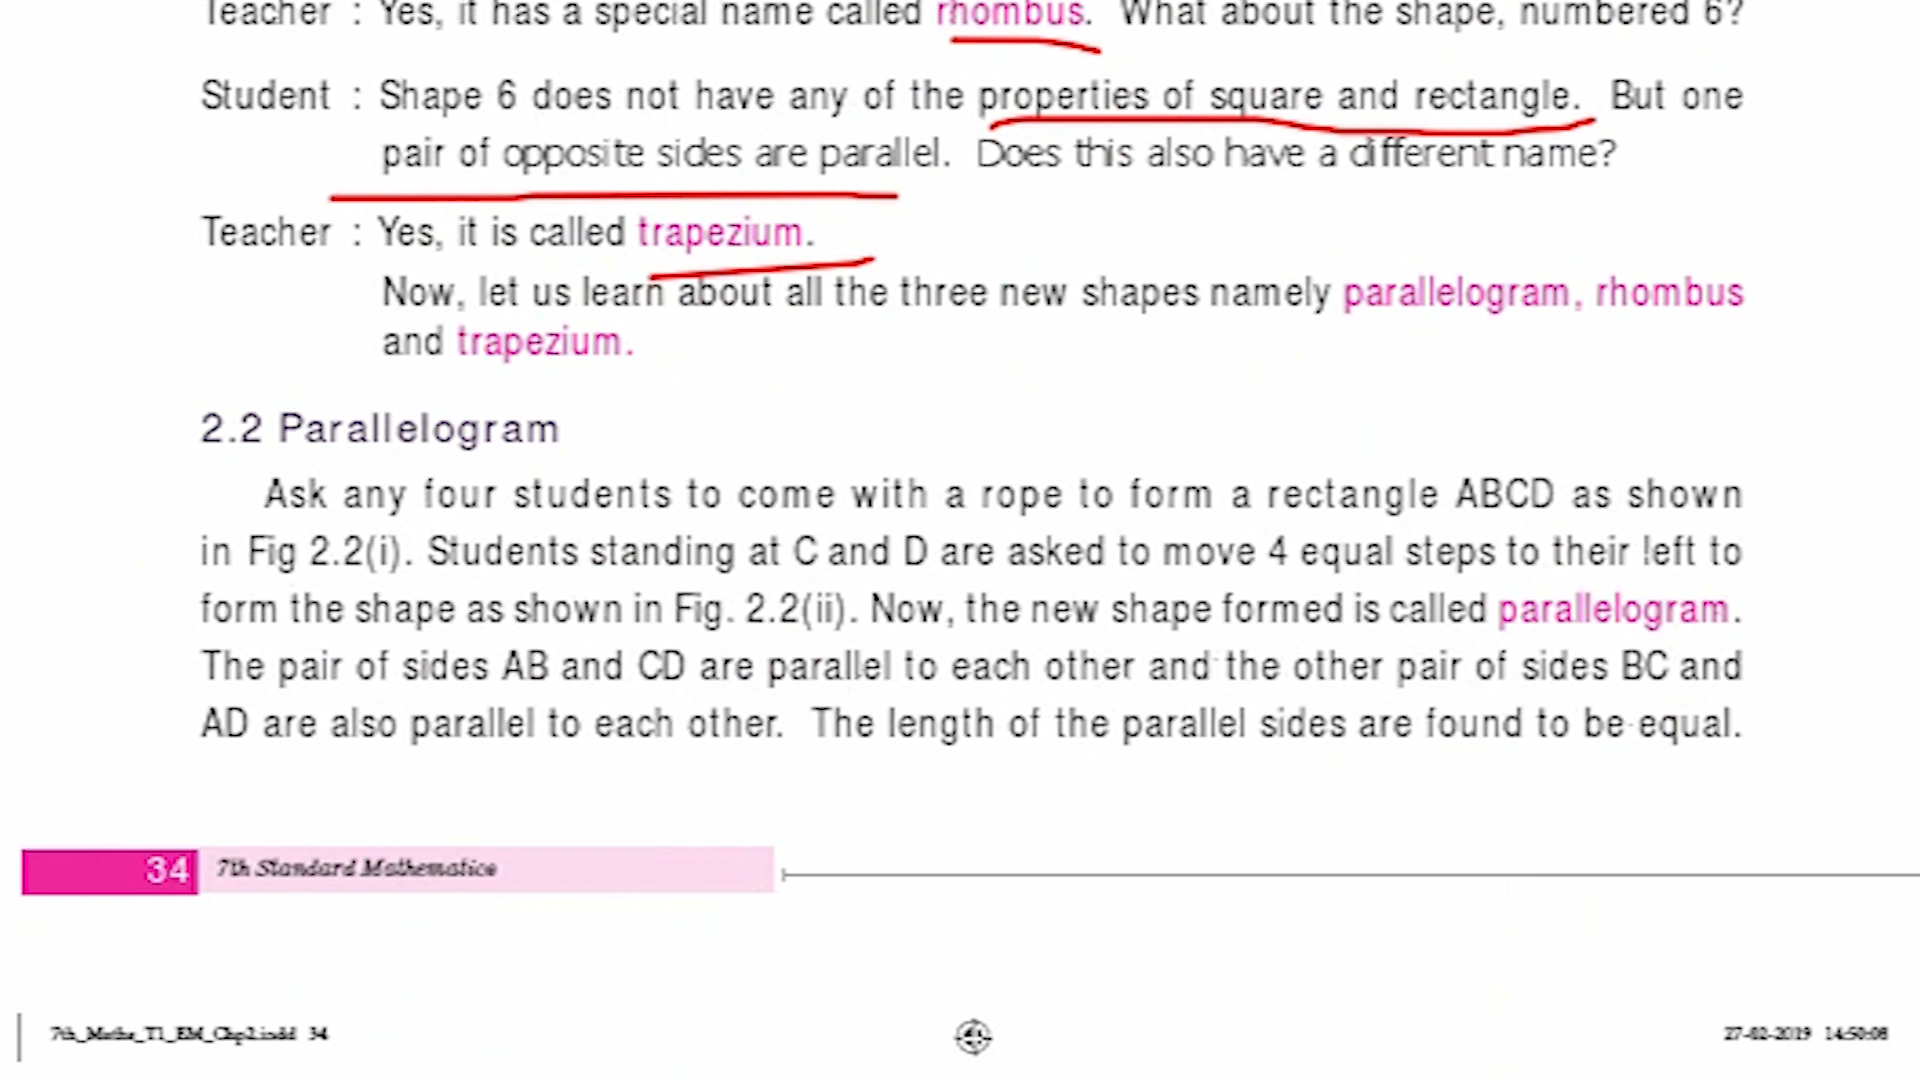 Teacher : Yes, it has a special name called rhombus. What about the shape, numbered 6?
Student : Shape 6 does not have any of the properties of square and rectangle. But one
pair of opposite sides are parallel. Does this also have a different name?
Teacher : Yes, it is called trapezium.
Now, let us learn about all the three new shapes namely parallelogram, rhombus
and trapezium.
2.2 Parallelogram
Ask any four students to come with a rope to form a rectangle ABCD as shown
in Fig 2.2(i). Students standing at C and D are asked to move 4 equal steps to their left to
form the shape as shown in Fig. 2.2(ii). Now, the new shape formed is called parallelogram.
The pair of sides AB and CD are parallel to each other and the other pair of sides BC and
AD are also parallel to each other. The length of the parallel sides are found to be equal.
34 7th Standard Mathematics
7th_Maths_T1_EM_Chp2.indd 34
27-02-2019 14:50:08